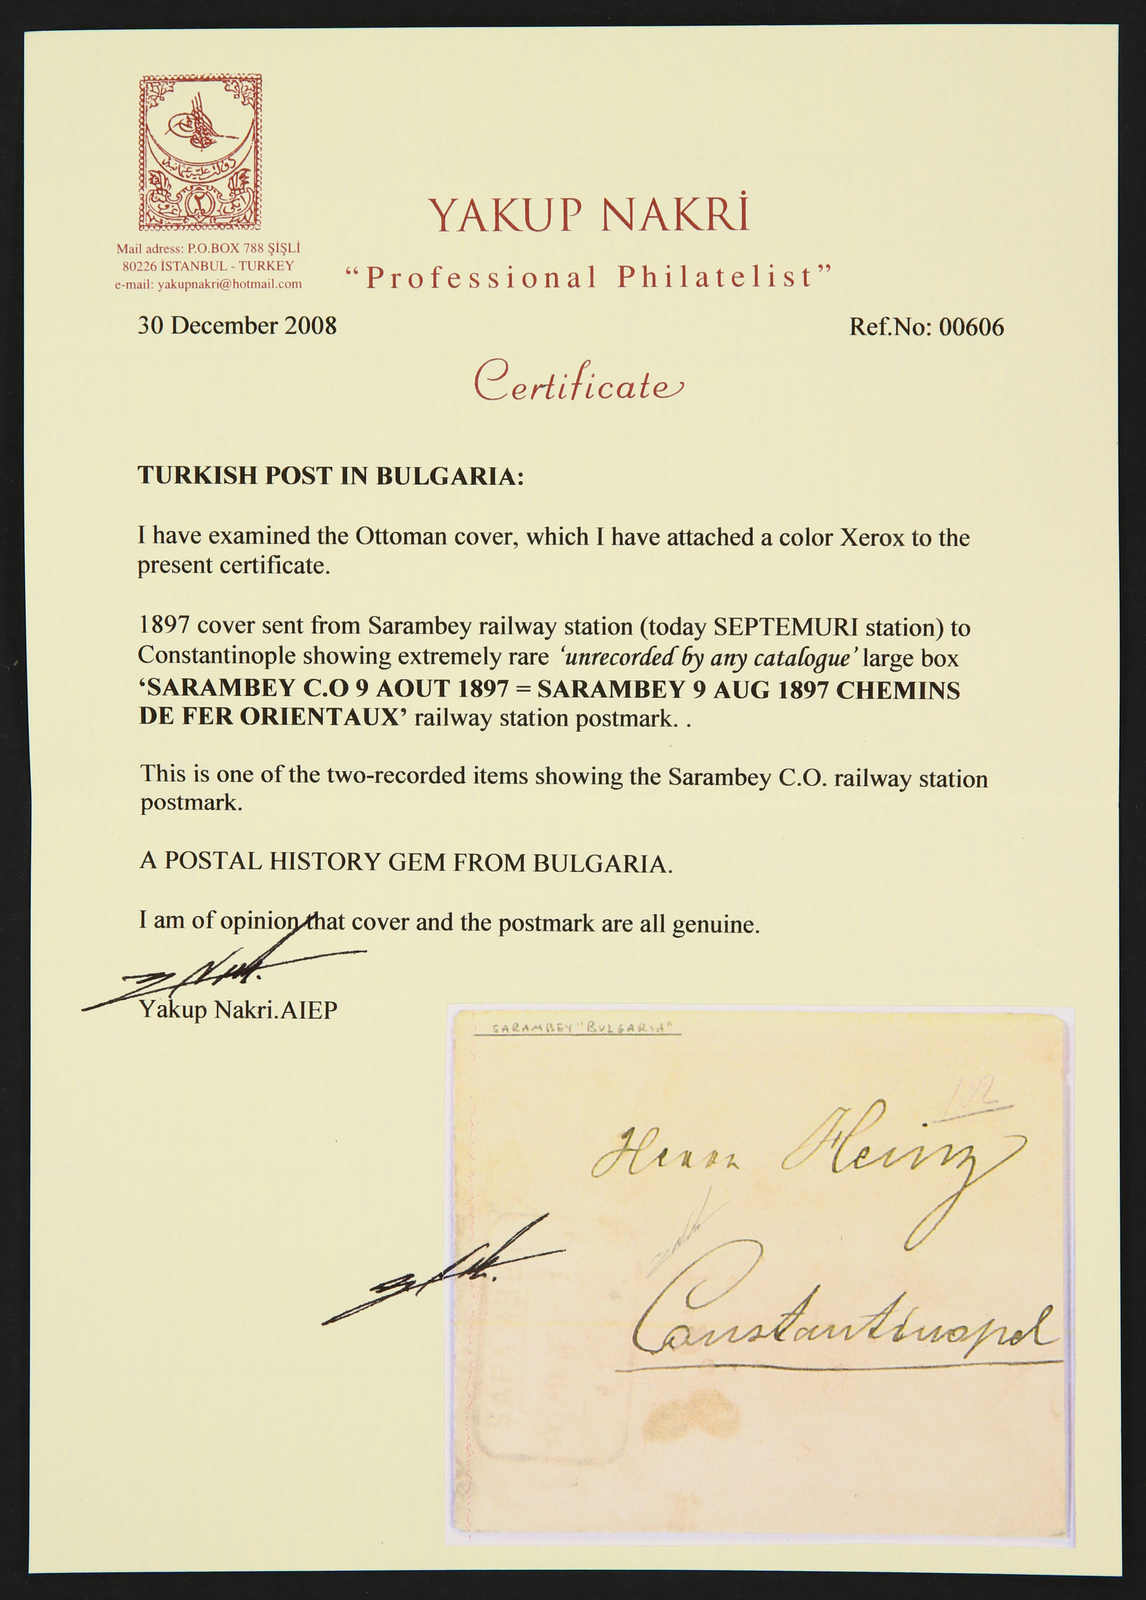 دولت عليه عثمانيه
٢
YAKUP NAKRİ
"Professional Philatelist"
Mail adress: P.O.BOX 788 ŞİŞLİ
80226 İSTANBUL - TURKEY
e-mail: yakupnakri@hotmail.com
30 December 2008
Ref.No: 00606
Certificate
TURKISH POST IN BULGARIA:
I have examined the Ottoman cover, which I have attached a color Xerox to the
present certificate.
1897 cover sent from Sarambey railway station (today SEPTEMURI station) to
Constantinople showing extremely rare 'unrecorded by any catalogue' large box
'SARAMBEY C.O 9 AOUT 1897 = SARAMBEY 9 AUG 1897 CHEMINS
DE FER ORIENTAUX' railway station postmark. .
This is one of the two-recorded items showing the Sarambey C.O. railway station
postmark.
A POSTAL HISTORY GEM FROM BULGARIA.
I am of opinion that cover and the postmark are all genuine.
Yakup Nakri.AIEP
SARAMBEY "BULGARIA"
Herrn Heinz
Constantinopel